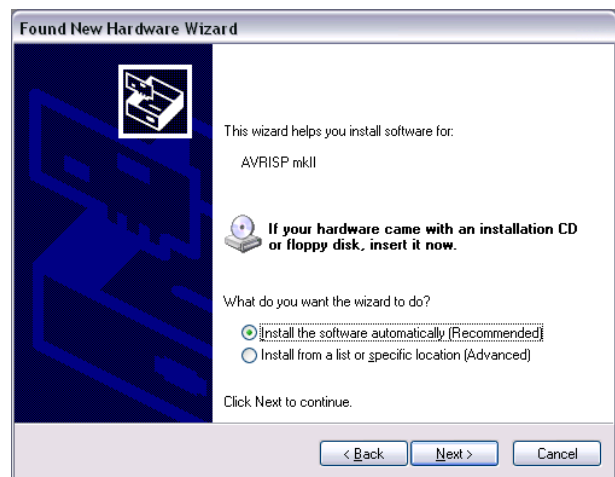 Found New Hardware Wizard
This wizard helps you install software for:
AVRISP mkII
If your hardware came with an installation CD
or floppy disk, insert it now.
What do you want the wizard to do?
Install the software automatically (Recommended)
Install from a list or specific location (Advanced)
Click Next to continue.
< Back Next > Cancel